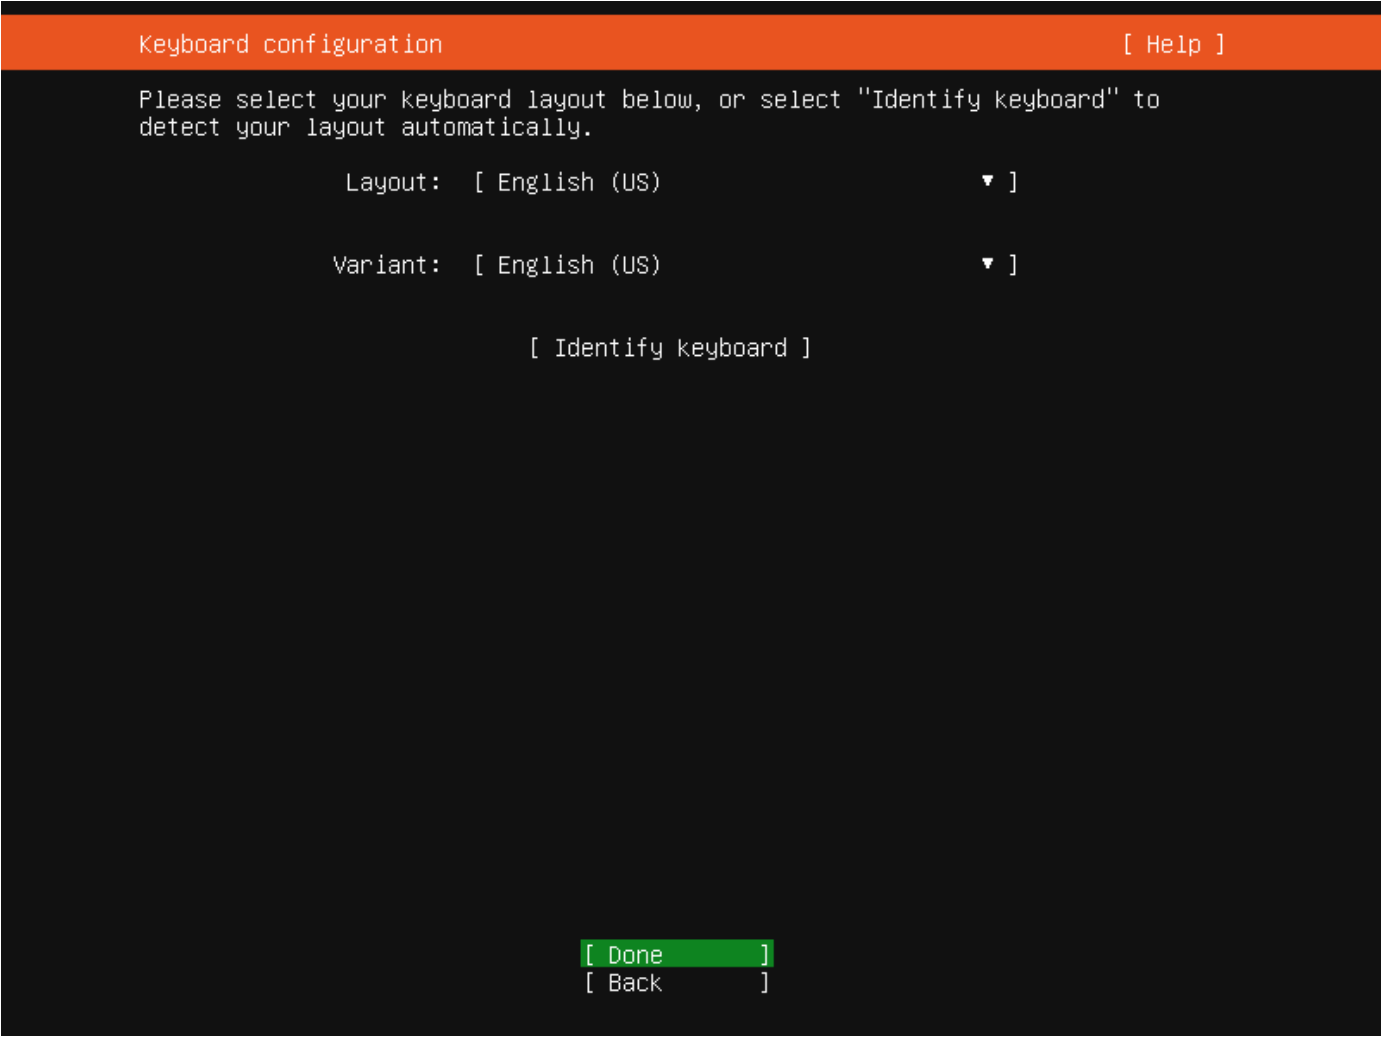 Keyboard configuration [ Help ]
Please select your keyboard layout below, or select "Identify keyboard" to
detect your layout automatically.
Layout: [ English (US) ▼ ]
Variant: [ English (US) ▼ ]
[ Identify keyboard ]
[ Done ]
[ Back ]